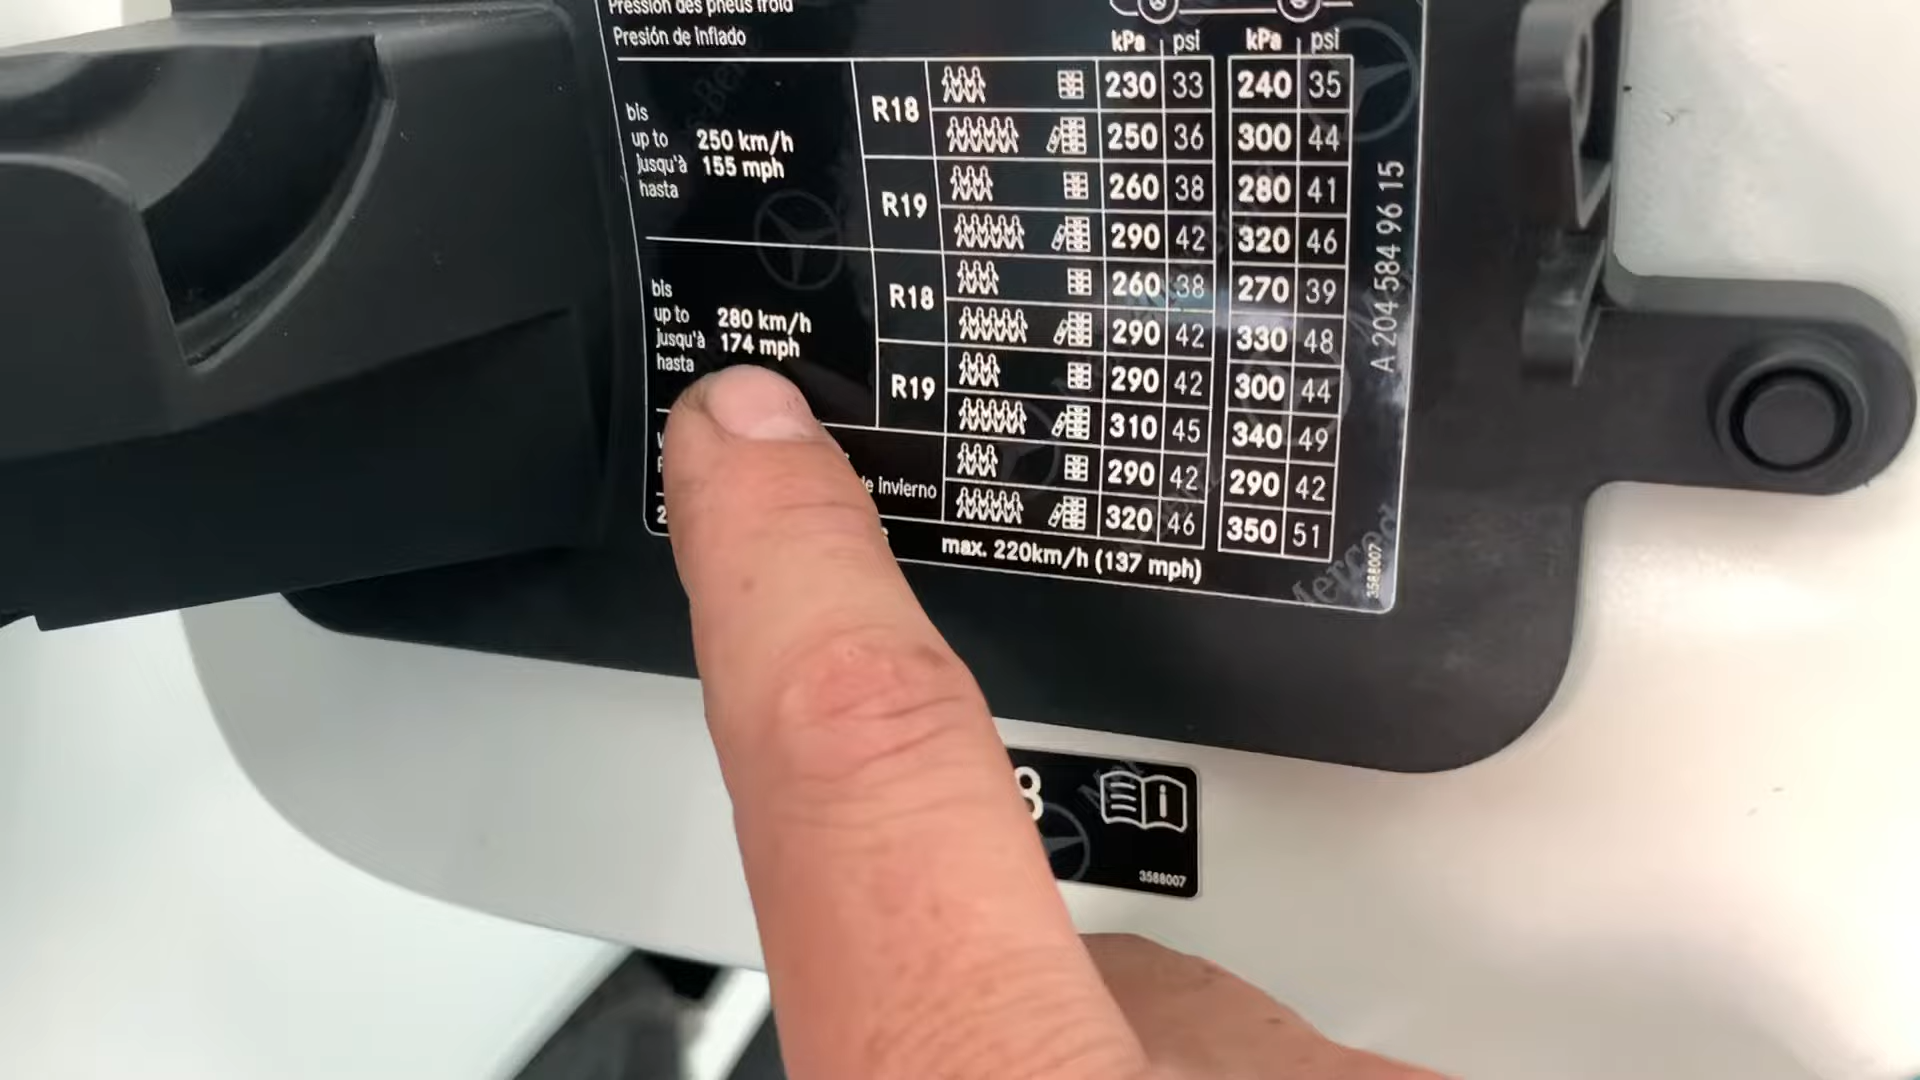 Pression des pneus froid
Presión de inflado
kPa psi kPa psi
bis
up to 250 km/h
jusqu'à 155 mph
hasta
R18
230 33 240 35
250 36 300 44
R19
260 38 280 41
290 42 320 46
bis
up to 280 km/h
jusqu'à 174 mph
hasta
R18
260 38 270 39
290 42 330 48
R19
290 42 300 44
310 45 340 49
de invierno
290 42 290 42
320 46 350 51
max. 220km/h (137 mph)
A 204 584 96 15
3588007
8
i
3588007